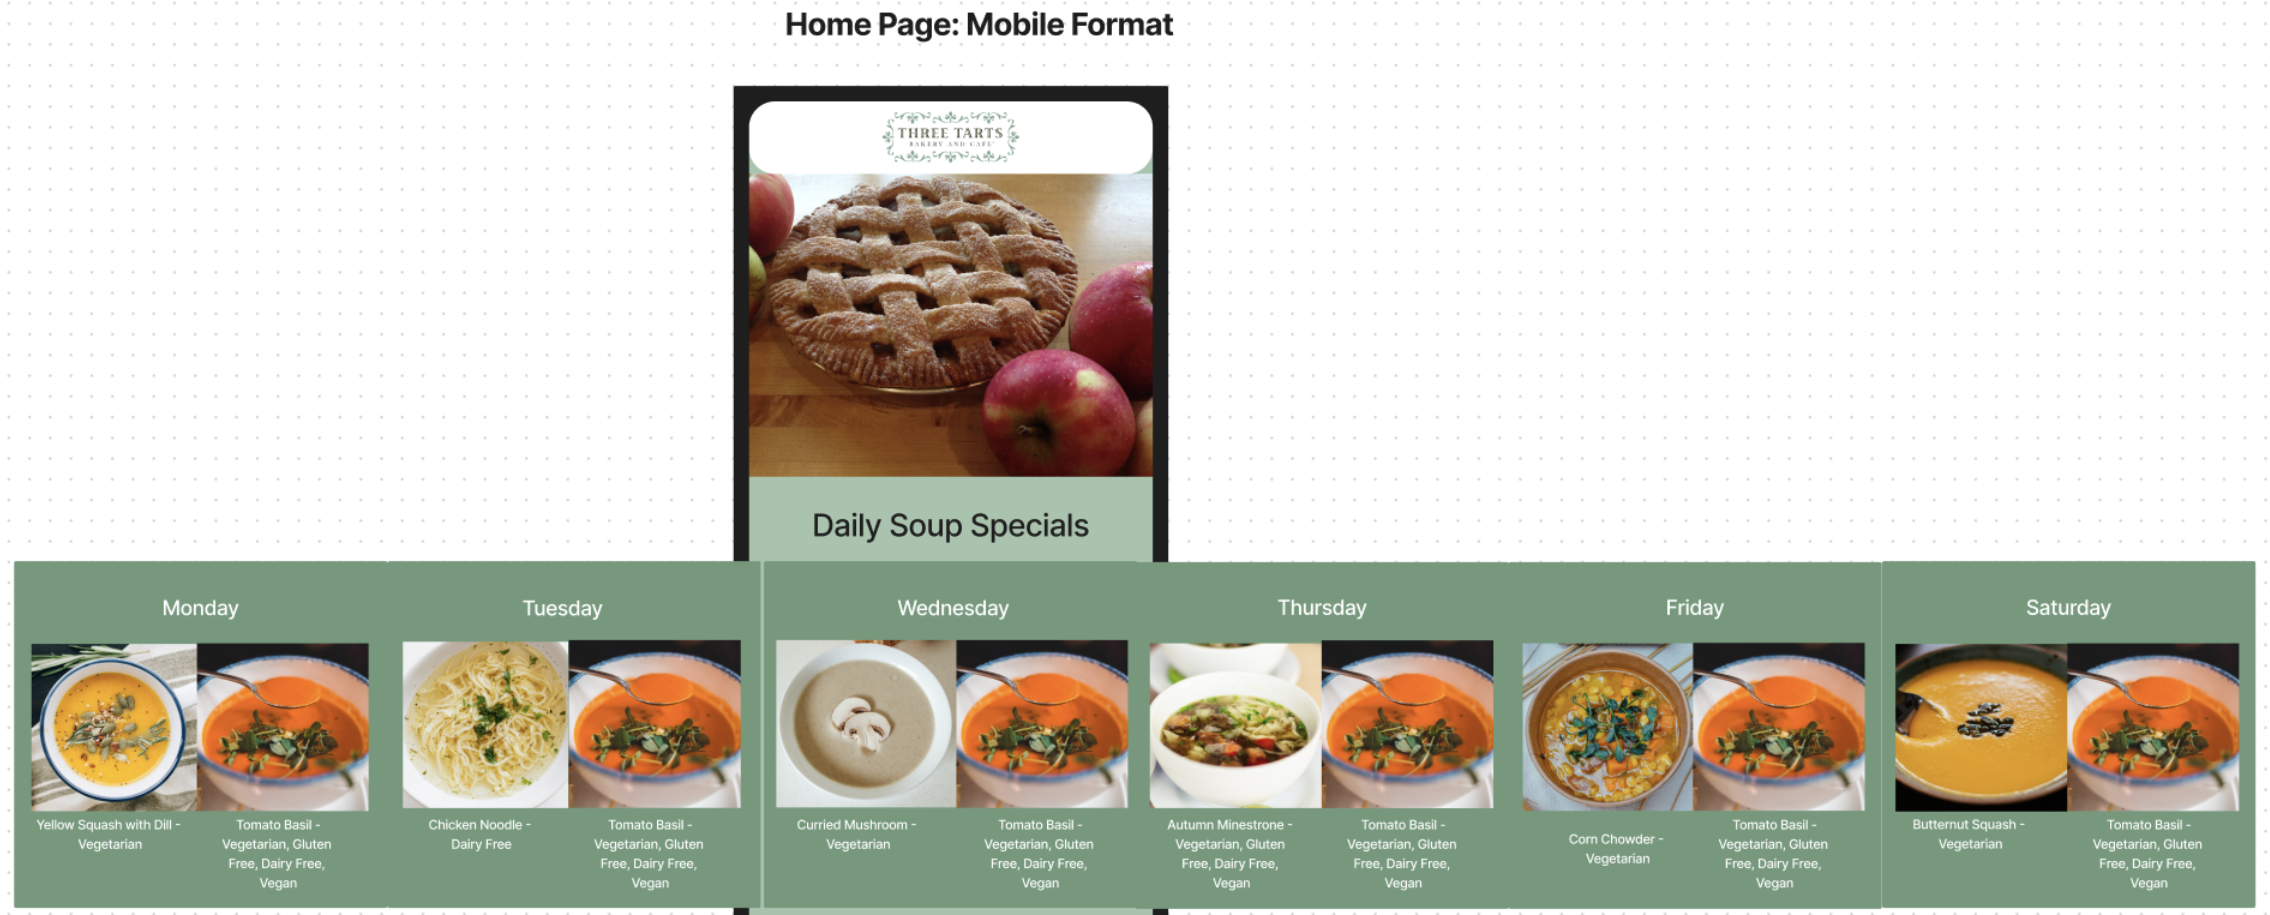 Home Page: Mobile Format
THREE TARTS
BAKERY AND CAFE
Daily Soup Specials
Monday
Yellow Squash with Dill -
Vegetarian
Tomato Basil -
Vegetarian, Gluten
Free, Dairy Free,
Vegan
Tuesday
Chicken Noodle -
Dairy Free
Tomato Basil -
Vegetarian, Gluten
Free, Dairy Free,
Vegan
Wednesday
Curried Mushroom -
Vegetarian
Tomato Basil -
Vegetarian, Gluten
Free, Dairy Free,
Vegan
Thursday
Autumn Minestrone -
Vegetarian, Gluten
Free, Dairy Free,
Vegan
Tomato Basil -
Vegetarian, Gluten
Free, Dairy Free,
Vegan
Friday
Corn Chowder -
Vegetarian
Tomato Basil -
Vegetarian, Gluten
Free, Dairy Free,
Vegan
Saturday
Butternut Squash -
Vegetarian
Tomato Basil -
Vegetarian, Gluten
Free, Dairy Free,
Vegan